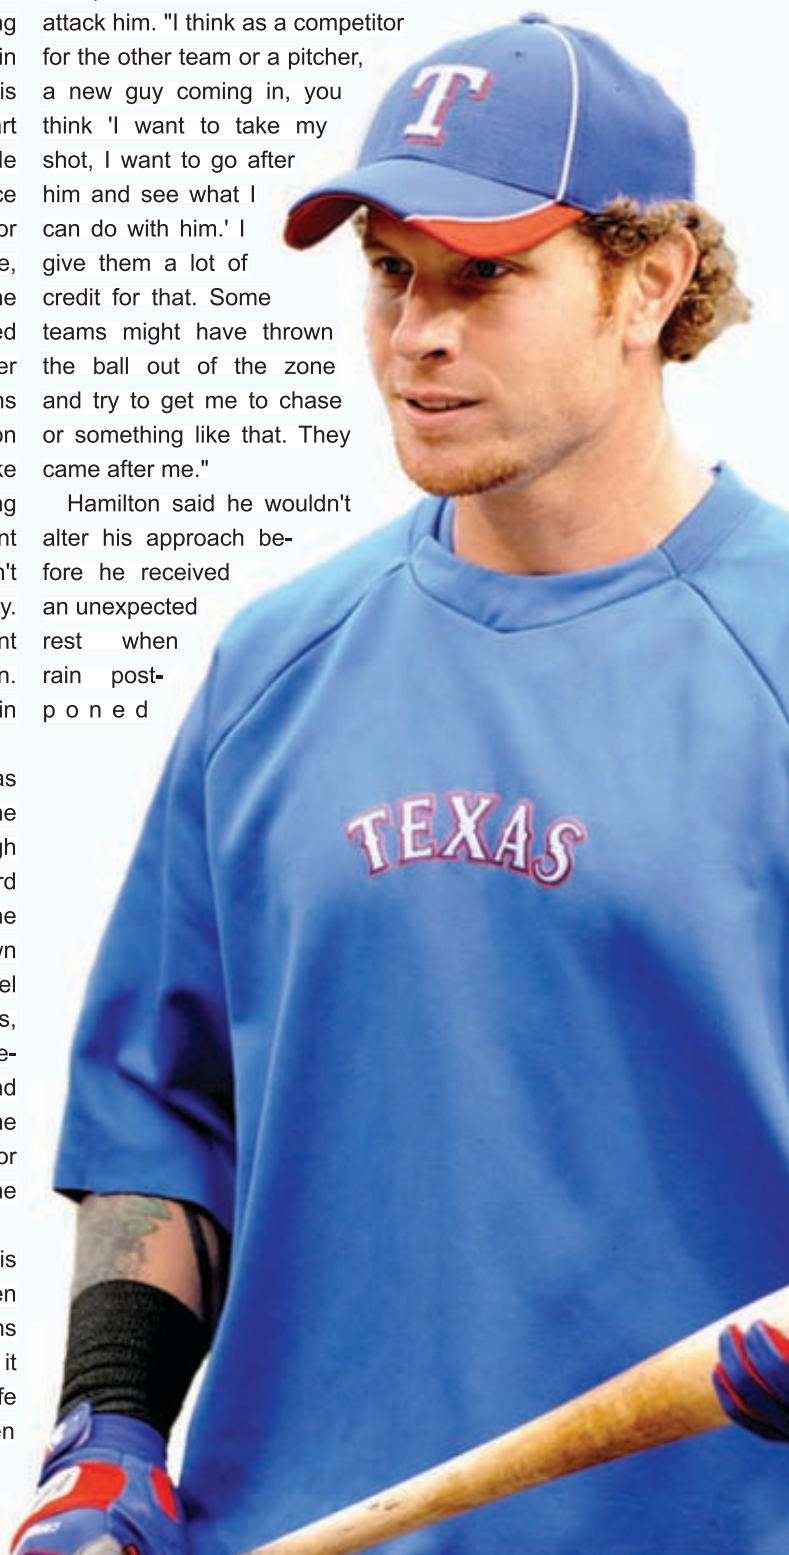 attack him. "I think as a competitor
for the other team or a pitcher,
a new guy coming in, you
think 'I want to take my
shot, I want to go after
him and see what I
can do with him.' I
give them a lot of
credit for that. Some
teams might have thrown
the ball out of the zone
and try to get me to chase
or something like that. They
came after me."
Hamilton said he wouldn't
alter his approach be-
fore he received
an unexpected
rest when
rain post-
poned
T
TEXAS